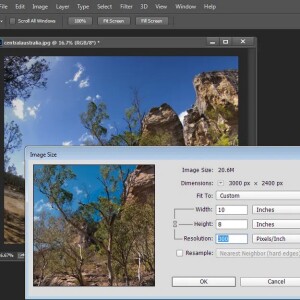 File Edit Image Layer Type Select Filter 3D View Window Help
Scroll All Windows 100% Fit Screen Fill Screen
centralaustralia.jpg @ 16.7% (RGB/8*) *
Image Size
Image Size: 20.6M
Dimensions: 3000 px × 2400 px
Fit To: Custom
Width: 10 Inches
Height: 8 Inches
Resolution: 300 Pixels/Inch
Resample: Nearest Neighbor (hard edges)
OK Cancel